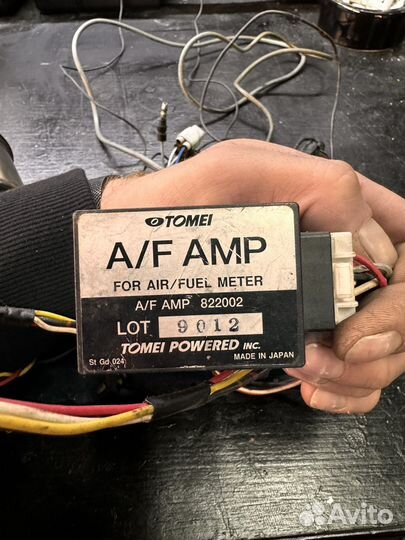 TOMEI
A/F AMP
FOR AIR/FUEL METER
A/F AMP 822002
LOT 9012
TOMEI POWERED INC.
St Gd 024
MADE IN JAPAN
Avito